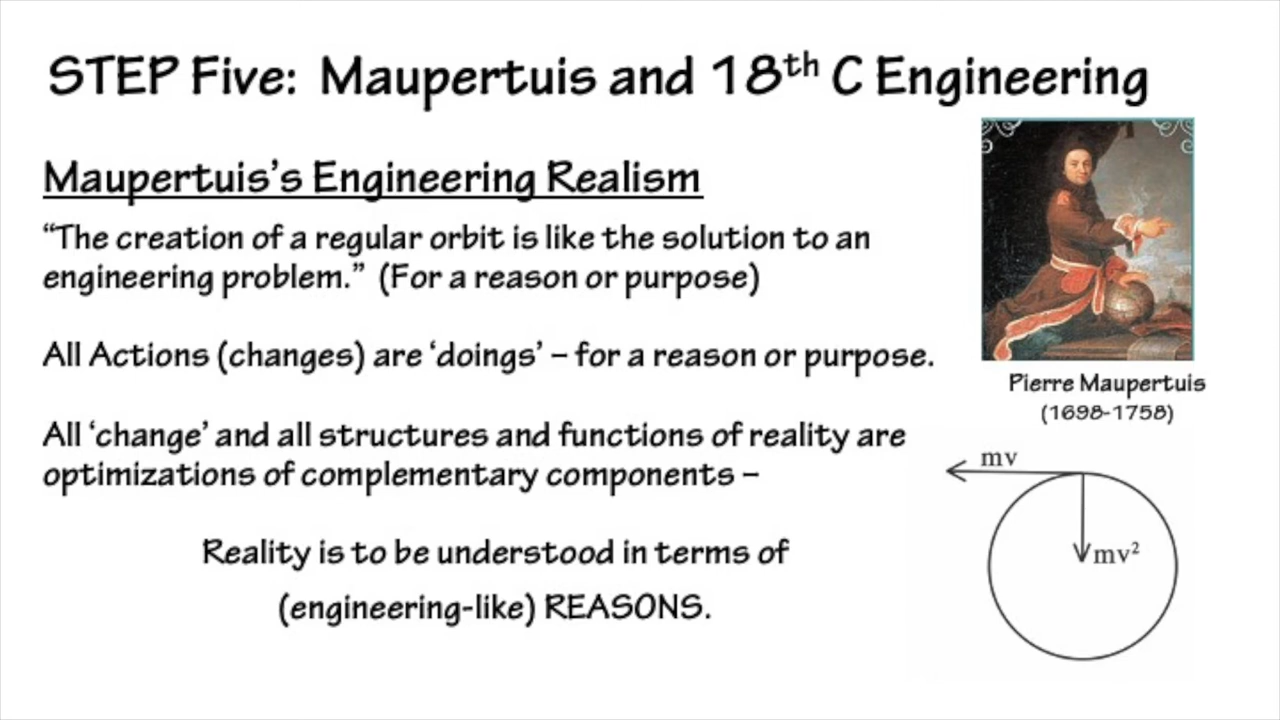 STEP Five: Maupertuis and 18th C Engineering
Maupertuis's Engineering Realism
“The creation of a regular orbit is like the solution to an
engineering problem.” (For a reason or purpose)
All Actions (changes) are ‘doings’ – for a reason or purpose.
All ‘change’ and all structures and functions of reality are
optimizations of complementary components –
Reality is to be understood in terms of
(engineering-like) REASONS.
Pierre Maupertuis
(1698-1758)
mv
mv²